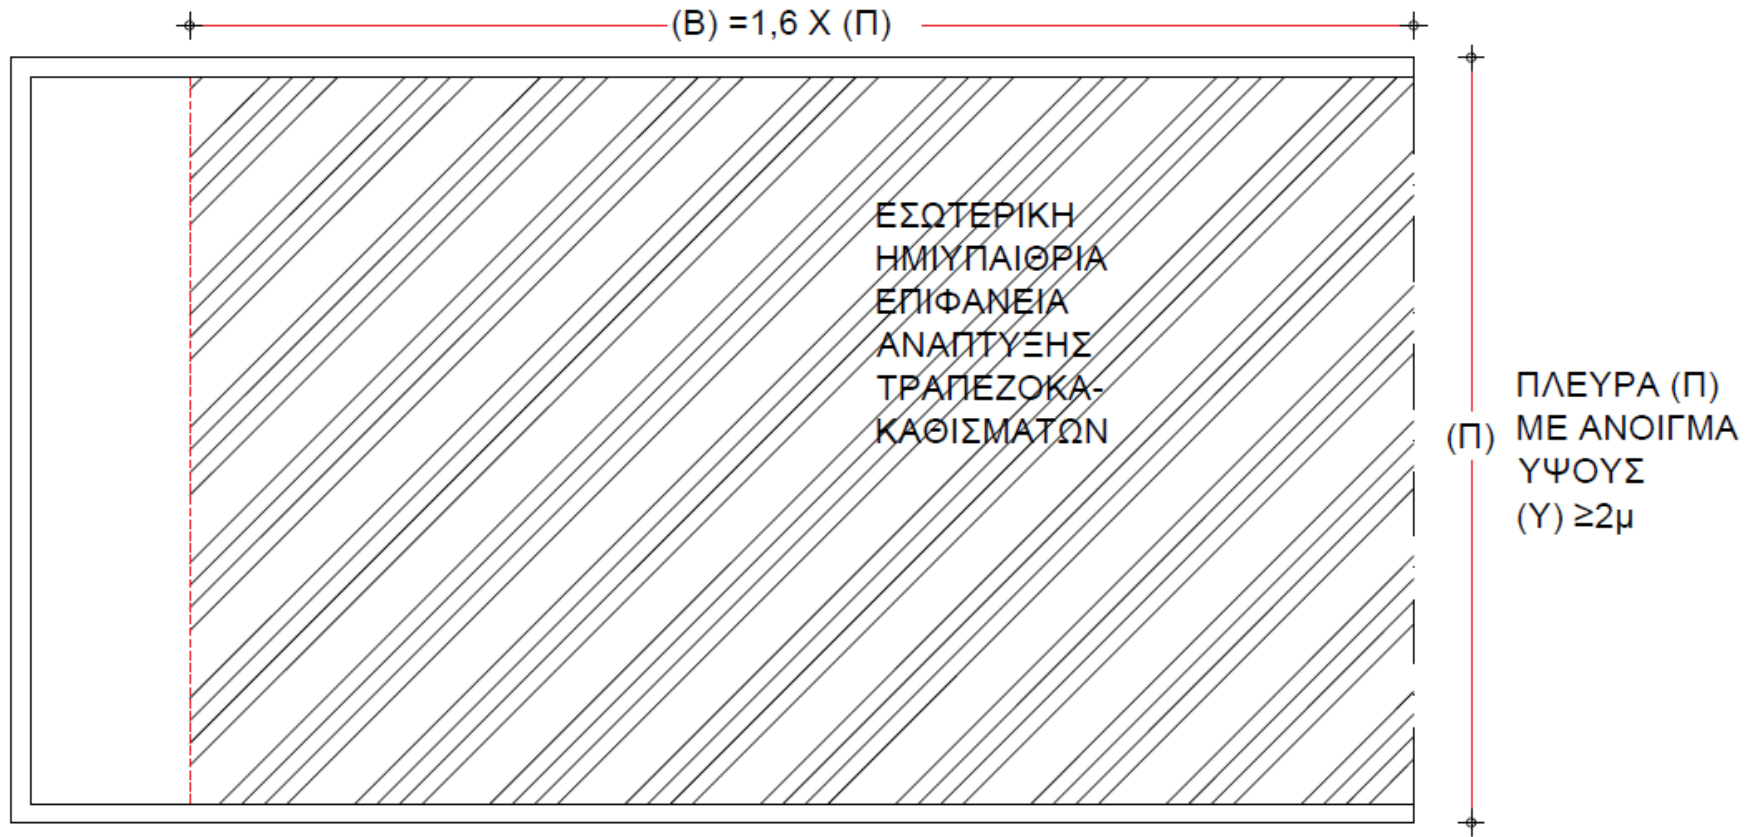 (Β) =1,6 Χ (Π)
ΕΣΩΤΕΡΙΚΗ
ΗΜΙΥΠΑΙΘΡΙΑ
ΕΠΙΦΑΝΕΙΑ
ΑΝΑΠΤΥΞΗΣ
ΤΡΑΠΕΖΟΚΑ-
ΚΑΘΙΣΜΑΤΩΝ
(Π)
ΠΛΕΥΡΑ (Π)
ΜΕ ΑΝΟΙΓΜΑ
ΥΨΟΥΣ
(Υ) ≥2μ